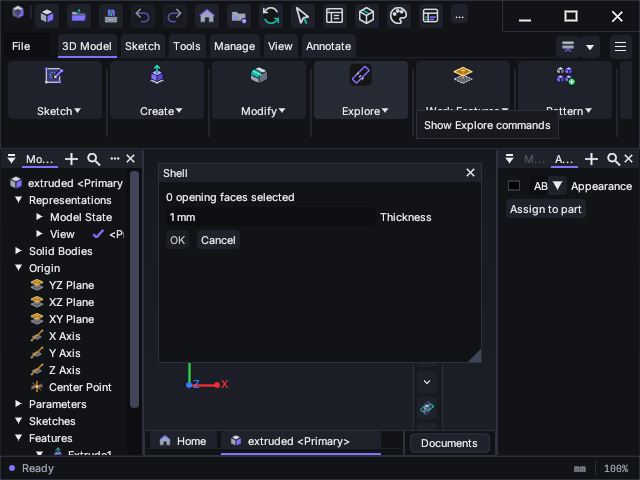 ...
File
3D Model
Sketch
Tools
Manage
View
Annotate
Sketch
Create
Modify
Explore
Pattern
Show Explore commands
Mo...
extruded <Primary
Representations
Model State
View
Solid Bodies
Origin
YZ Plane
XZ Plane
XY Plane
X Axis
Y Axis
Z Axis
Center Point
Parameters
Sketches
Features
Extrude1
Shell
0 opening faces selected
1 mm
Thickness
OK
Cancel
Z
X
Home
extruded <Primary>
Documents
M...
A...
AB
Appearance
Assign to part
Ready
mm
100%